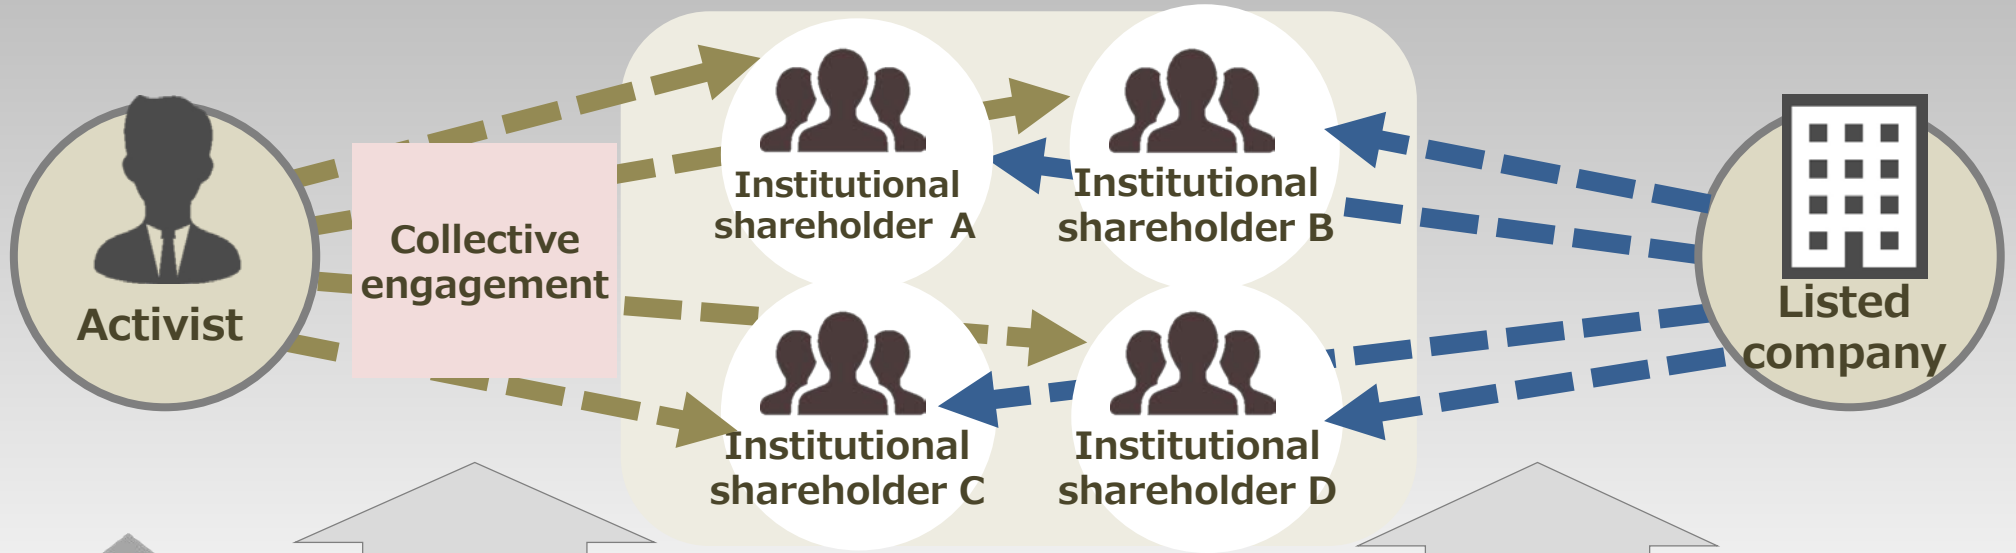 Activist
Collective
engagement
Institutional
shareholder A
Institutional
shareholder B
Institutional
shareholder C
Institutional
shareholder D
Listed
company